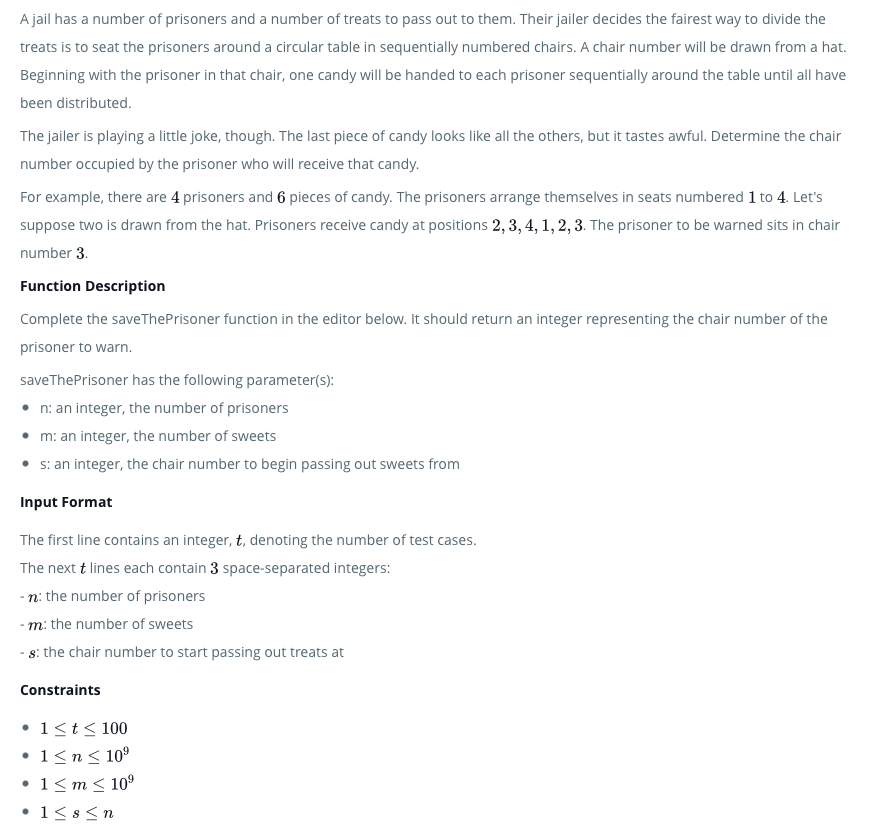 A jail has a number of prisoners and a number of treats to pass out to them. Their jailer decides the fairest way to divide the
treats is to seat the prisoners around a circular table in sequentially numbered chairs. A chair number will be drawn from a hat.
Beginning with the prisoner in that chair, one candy will be handed to each prisoner sequentially around the table until all have
been distributed.
The jailer is playing a little joke, though. The last piece of candy looks like all the others, but it tastes awful. Determine the chair
number occupied by the prisoner who will receive that candy.
For example, there are 4 prisoners and 6 pieces of candy. The prisoners arrange themselves in seats numbered 1 to 4. Let's
suppose two is drawn from the hat. Prisoners receive candy at positions 2, 3, 4, 1, 2, 3. The prisoner to be warned sits in chair
number 3.
Function Description
Complete the saveThePrisoner function in the editor below. It should return an integer representing the chair number of the
prisoner to warn.
saveThePrisoner has the following parameter(s):
• n: an integer, the number of prisoners
• m: an integer, the number of sweets
• s: an integer, the chair number to begin passing out sweets from
Input Format
The first line contains an integer, t, denoting the number of test cases.
The next t lines each contain 3 space-separated integers:
- n: the number of prisoners
- m: the number of sweets
- s: the chair number to start passing out treats at
Constraints
• 1 ≤ t ≤ 100
• 1 ≤ n ≤ 10⁹
• 1 ≤ m ≤ 10⁹
• 1 ≤ s ≤ n